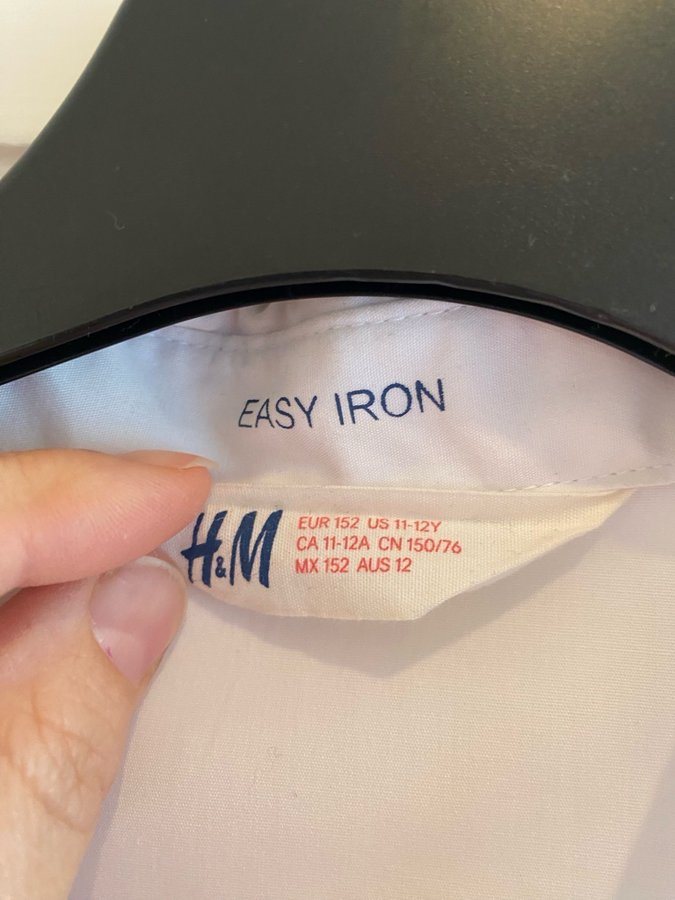 EASY IRON
H&M
EUR 152 US 11-12Y
CA 11-12A CN 150/76
MX 152 AUS 12